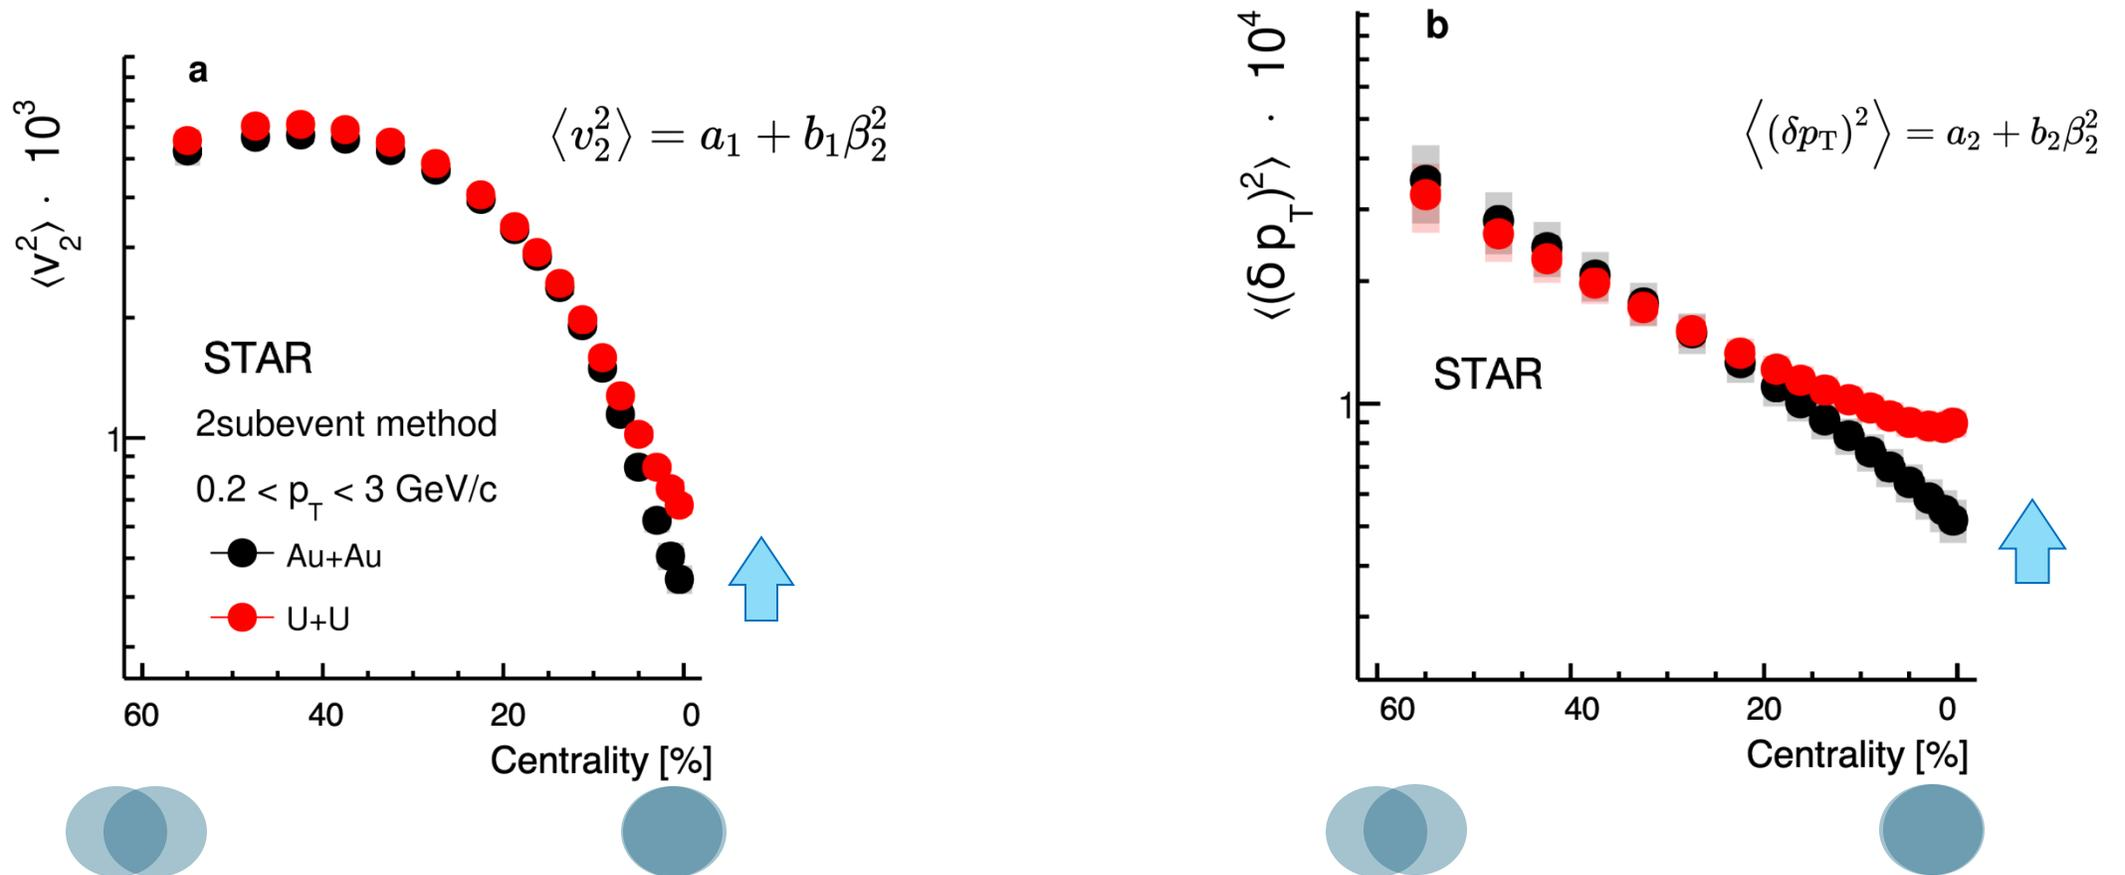 a
⟨v₂²⟩ · 10³
⟨v₂²⟩ = a₁ + b₁β₂²
STAR
2subevent method
0.2 < p_T < 3 GeV/c
Au+Au
U+U
1
60 40 20 0
Centrality [%]
b
⟨(δ p_T)²⟩ · 10⁴
⟨(δp_T)²⟩ = a₂ + b₂β₂²
STAR
1
60 40 20 0
Centrality [%]